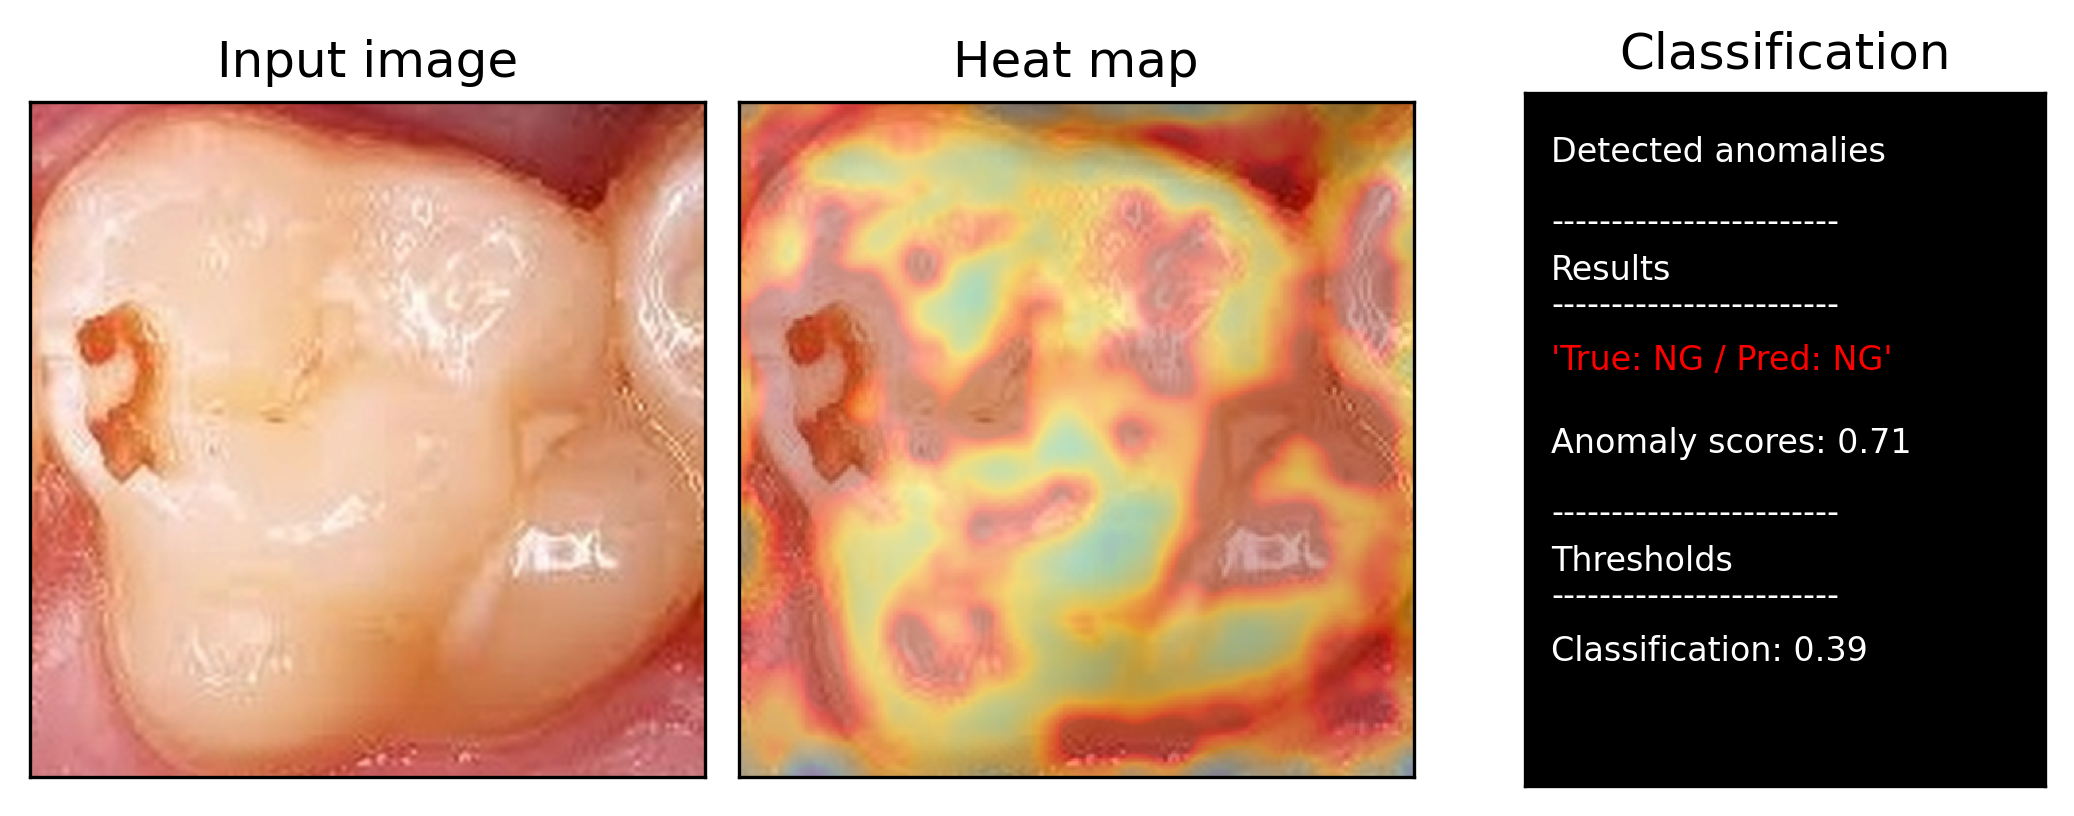 Input image
Heat map
Classification
Detected anomalies
------------------------
Results
------------------------
'True: NG / Pred: NG'
Anomaly scores: 0.71
------------------------
Thresholds
------------------------
Classification: 0.39